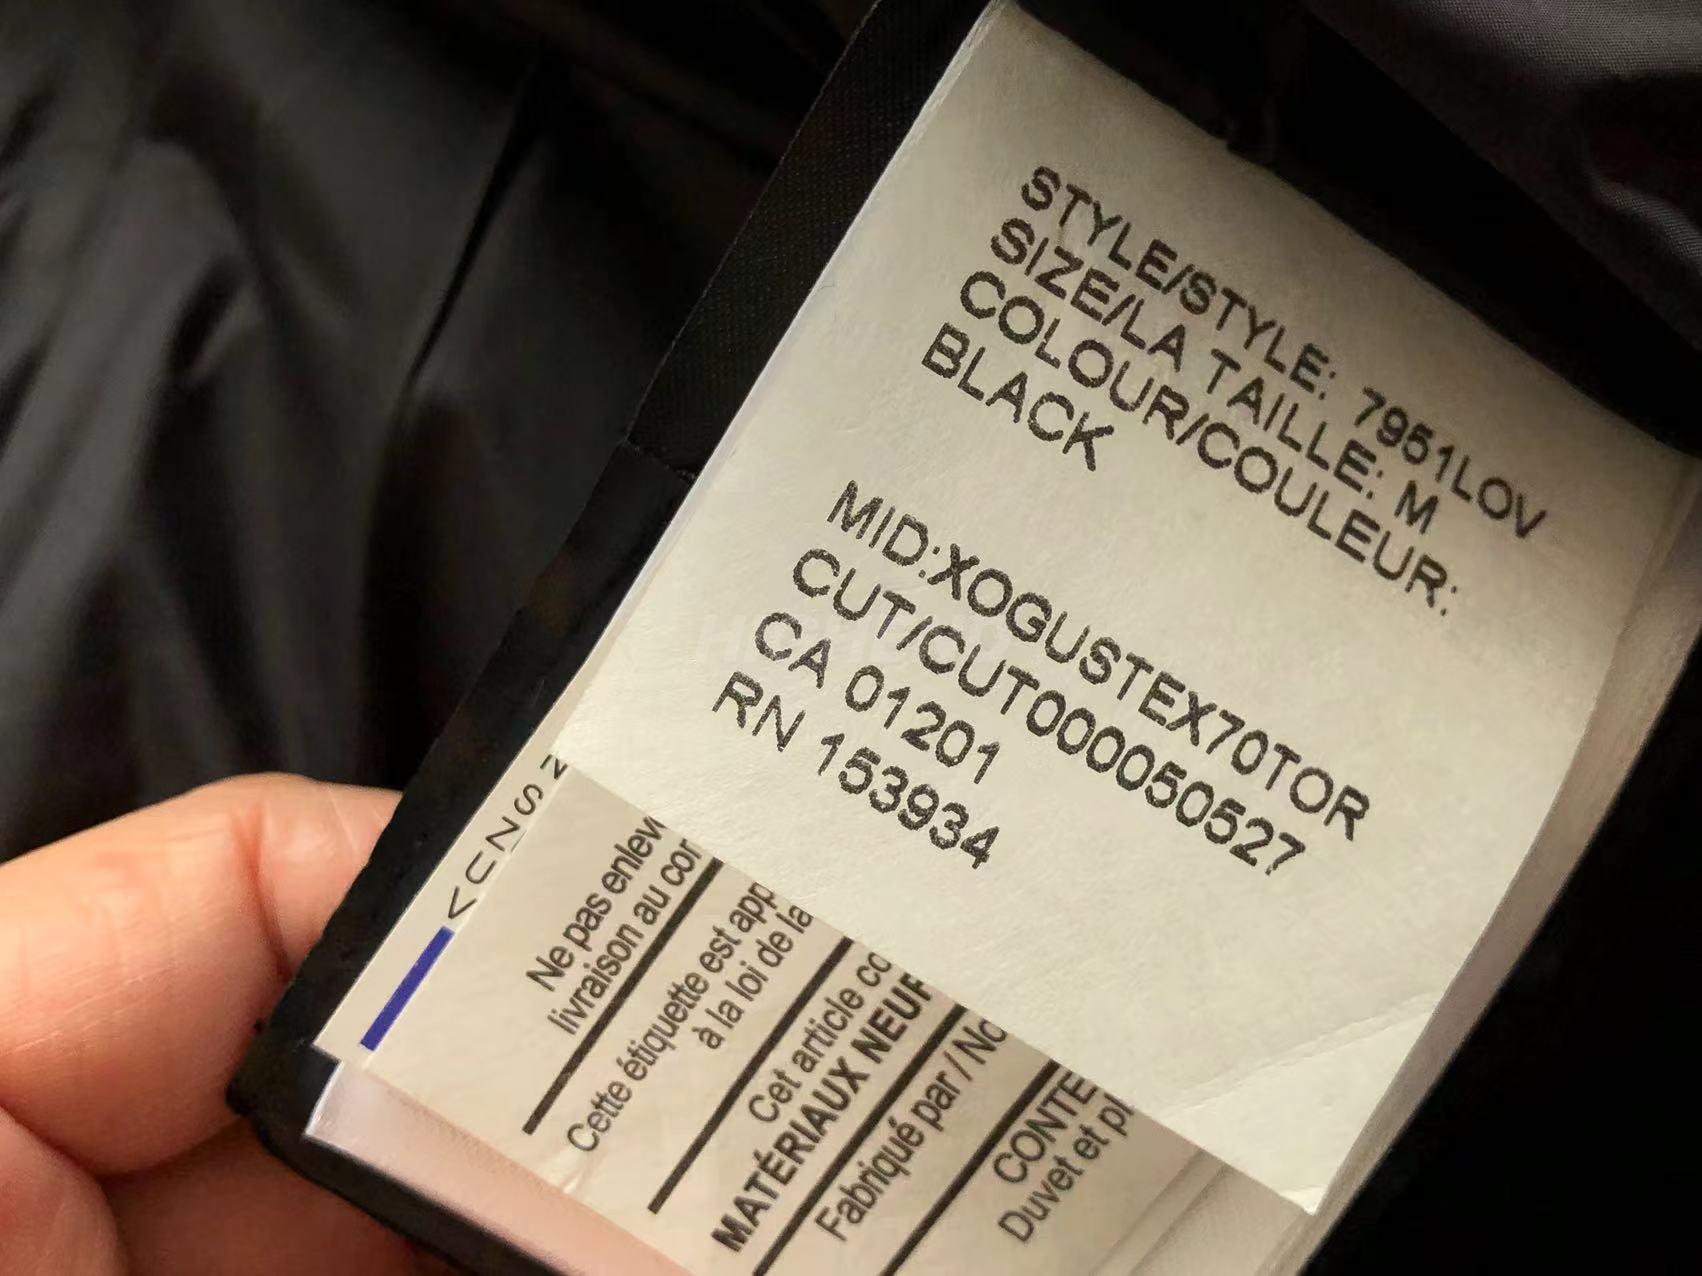 STYLE/STYLE: 7951LOV
SIZE/LA TAILLE: M
COLOUR/COULEUR:
BLACK
MID:XOGUSTEX70TOR
CUT/CUT000050527
CA 01201
RN 153934
Ne pas enlev
livraison au con
Cette étiquette est app
à la loi de la
Cet article co
MATÉRIAUX NEUF
Fabriqué par / No
CONTE
Duvet et pl